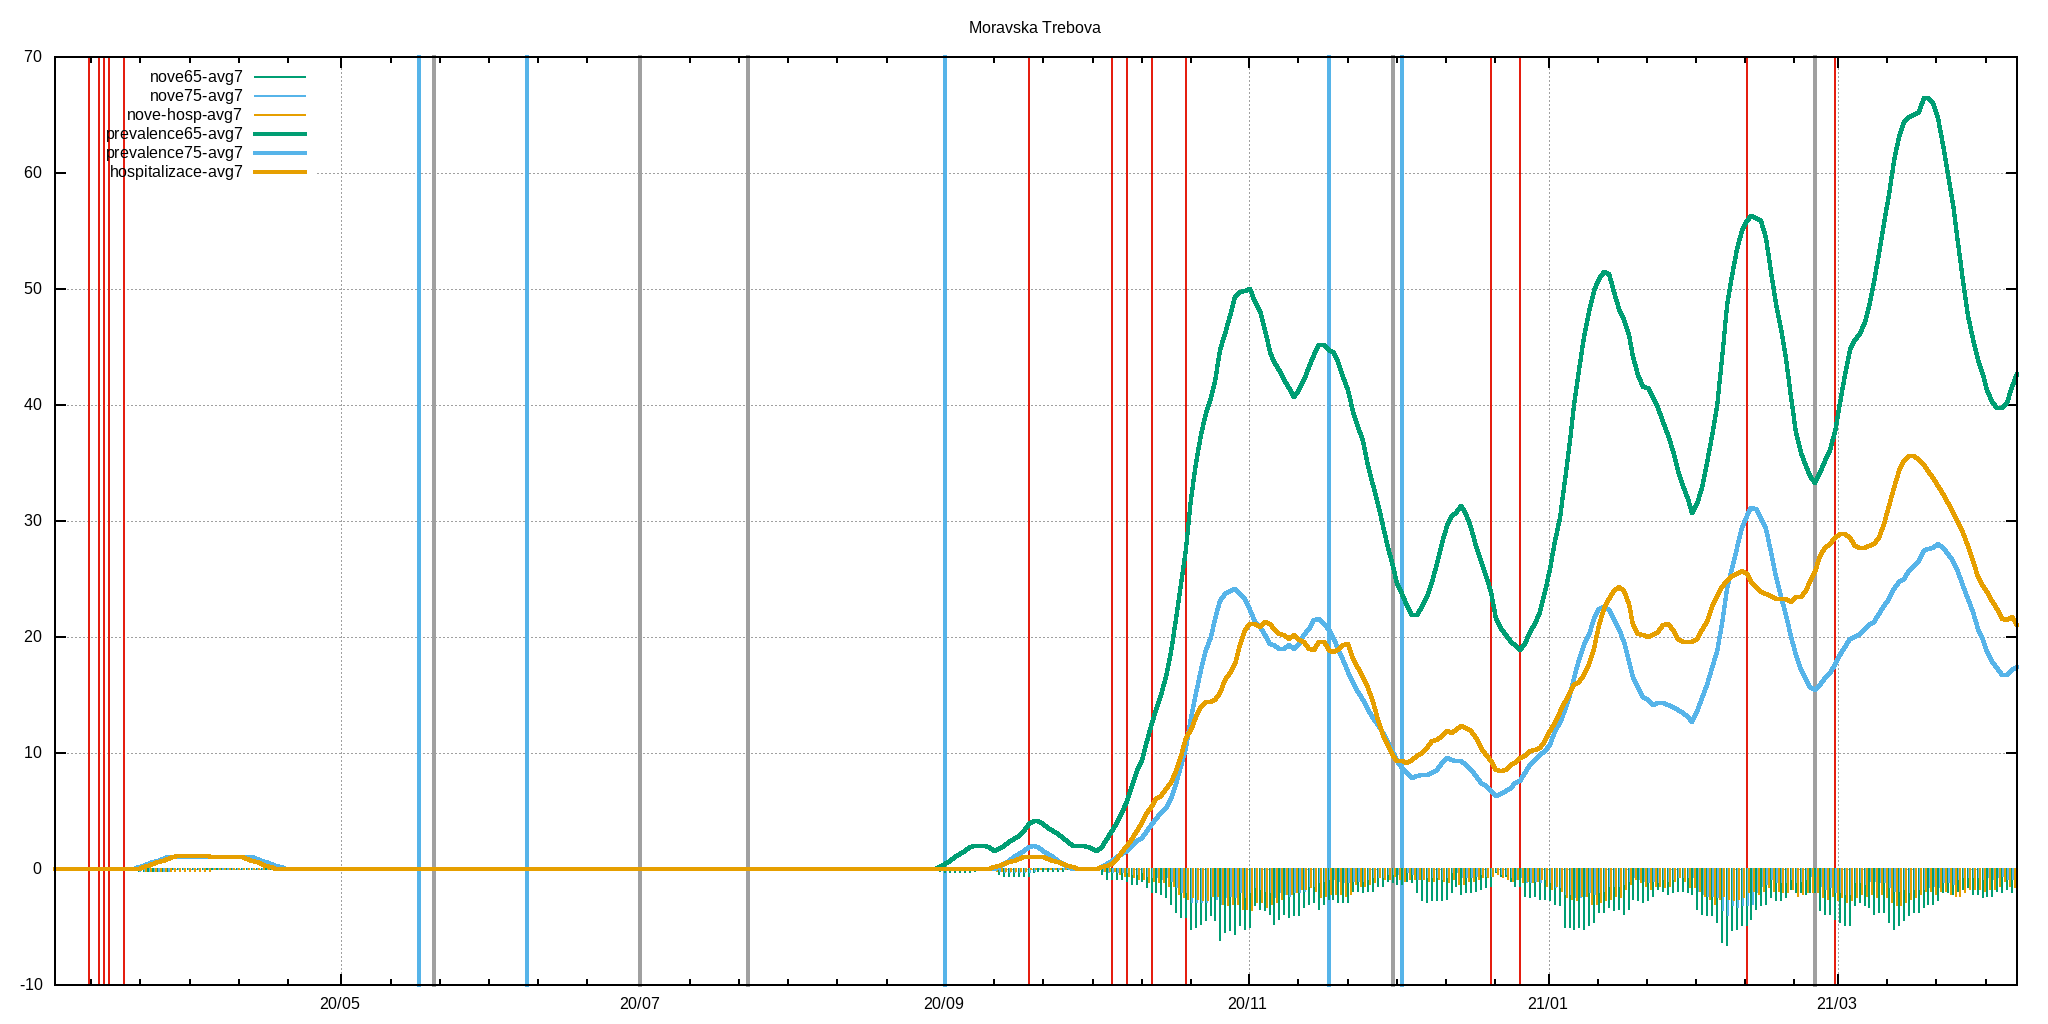 Moravska Trebova
70
60
50
40
30
20
10
0
-10
nove65-avg7
nove75-avg7
nove-hosp-avg7
prevalence65-avg7
prevalence75-avg7
hospitalizace-avg7
20/05 20/07 20/09 20/11 21/01 21/03